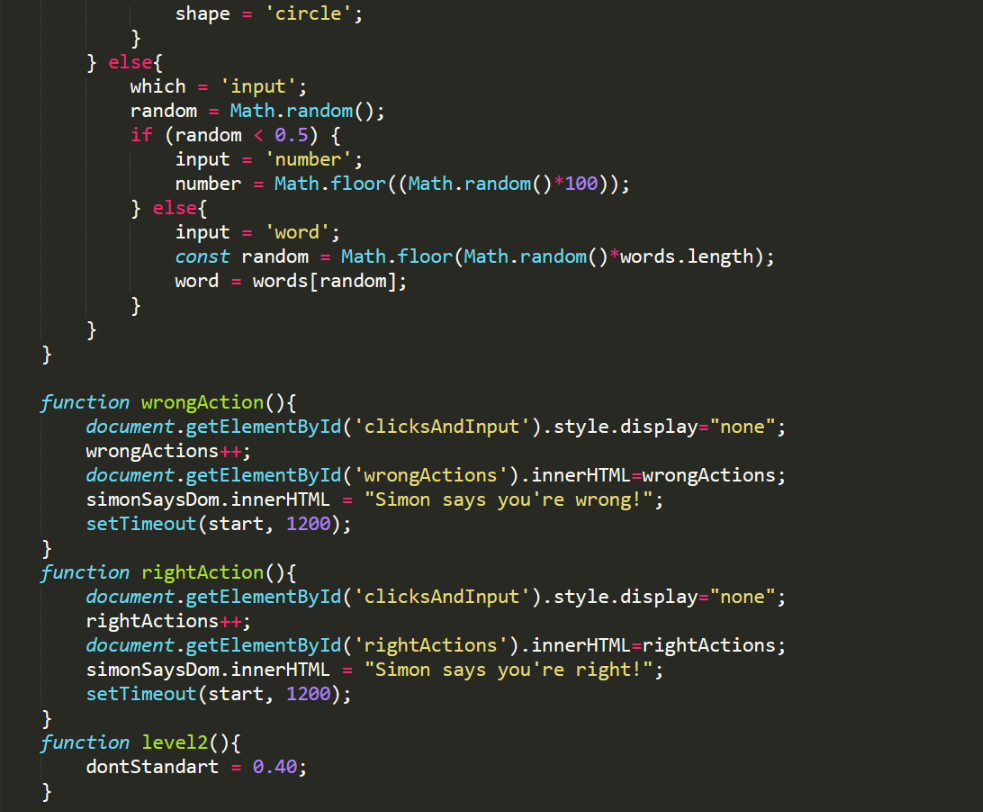 shape = 'circle';
        }
    } else{
        which = 'input';
        random = Math.random();
        if (random < 0.5) {
            input = 'number';
            number = Math.floor((Math.random()*100));
        } else{
            input = 'word';
            const random = Math.floor(Math.random()*words.length);
            word = words[random];
        }
    }
}

function wrongAction(){
    document.getElementById('clicksAndInput').style.display="none";
    wrongActions++;
    document.getElementById('wrongActions').innerHTML=wrongActions;
    simonSaysDom.innerHTML = "Simon says you're wrong!";
    setTimeout(start, 1200);
}
function rightAction(){
    document.getElementById('clicksAndInput').style.display="none";
    rightActions++;
    document.getElementById('rightActions').innerHTML=rightActions;
    simonSaysDom.innerHTML = "Simon says you're right!";
    setTimeout(start, 1200);
}
function level2(){
    dontStandart = 0.40;
}